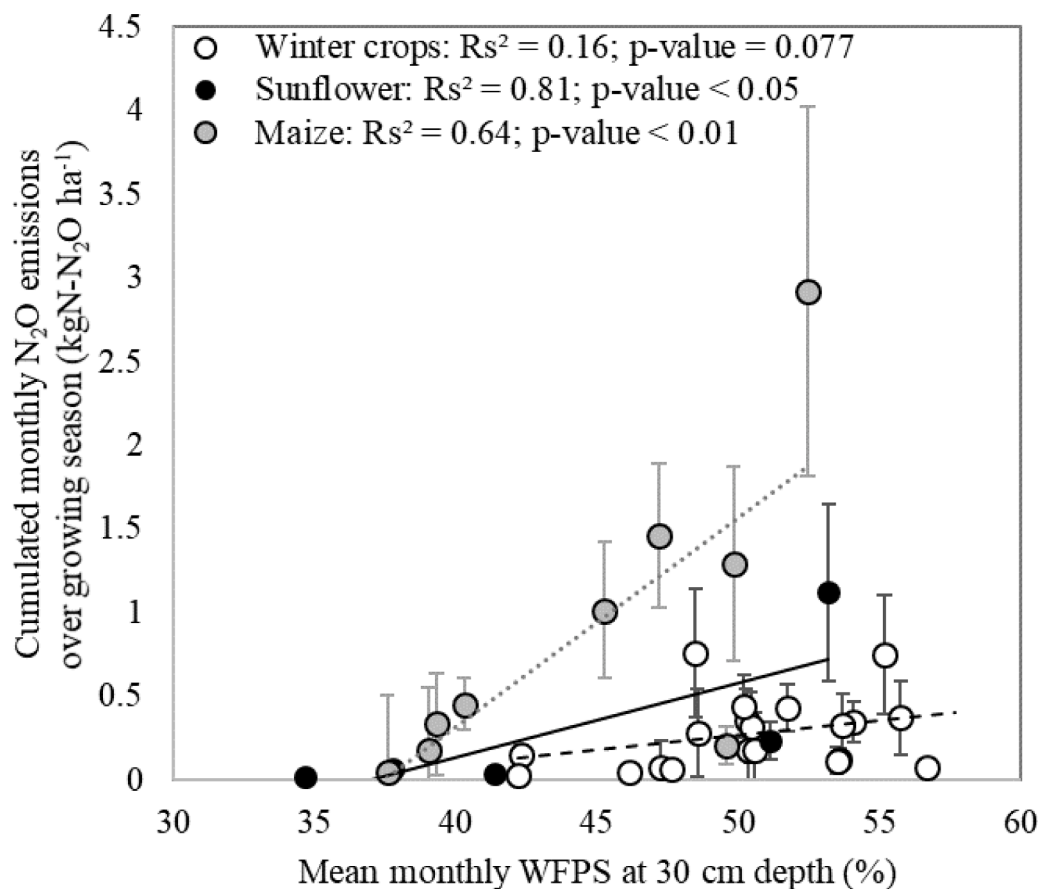 4.5
4
3.5
3
2.5
2
1.5
1
0.5
0
Winter crops: Rs² = 0.16; p-value = 0.077
Sunflower: Rs² = 0.81; p-value < 0.05
Maize: Rs² = 0.64; p-value < 0.01
Cumulated monthly N₂O emissions
over growing season (kgN-N₂O ha⁻¹)
30 35 40 45 50 55 60
Mean monthly WFPS at 30 cm depth (%)